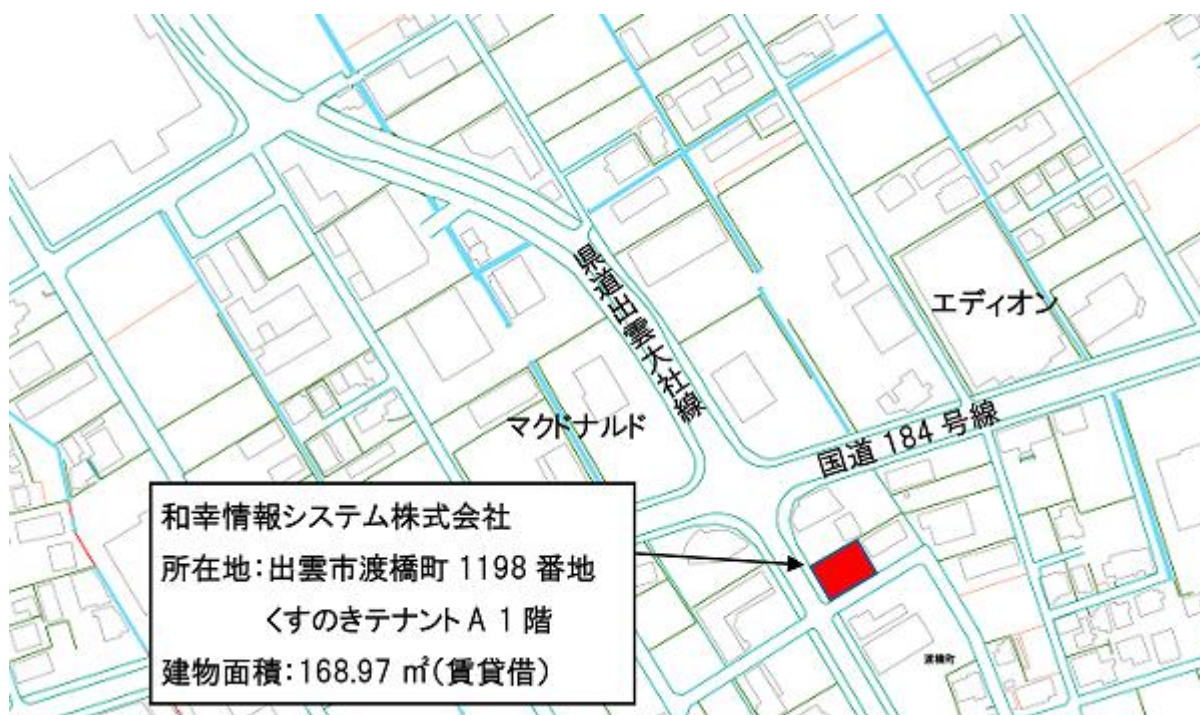 県道出雲大社線
エディオン
マクドナルド
国道 184 号線
和幸情報システム株式会社
所在地:出雲市渡橋町 1198 番地
くすのきテナント A 1 階
建物面積:168.97 ㎡(賃貸借)
渡橋町